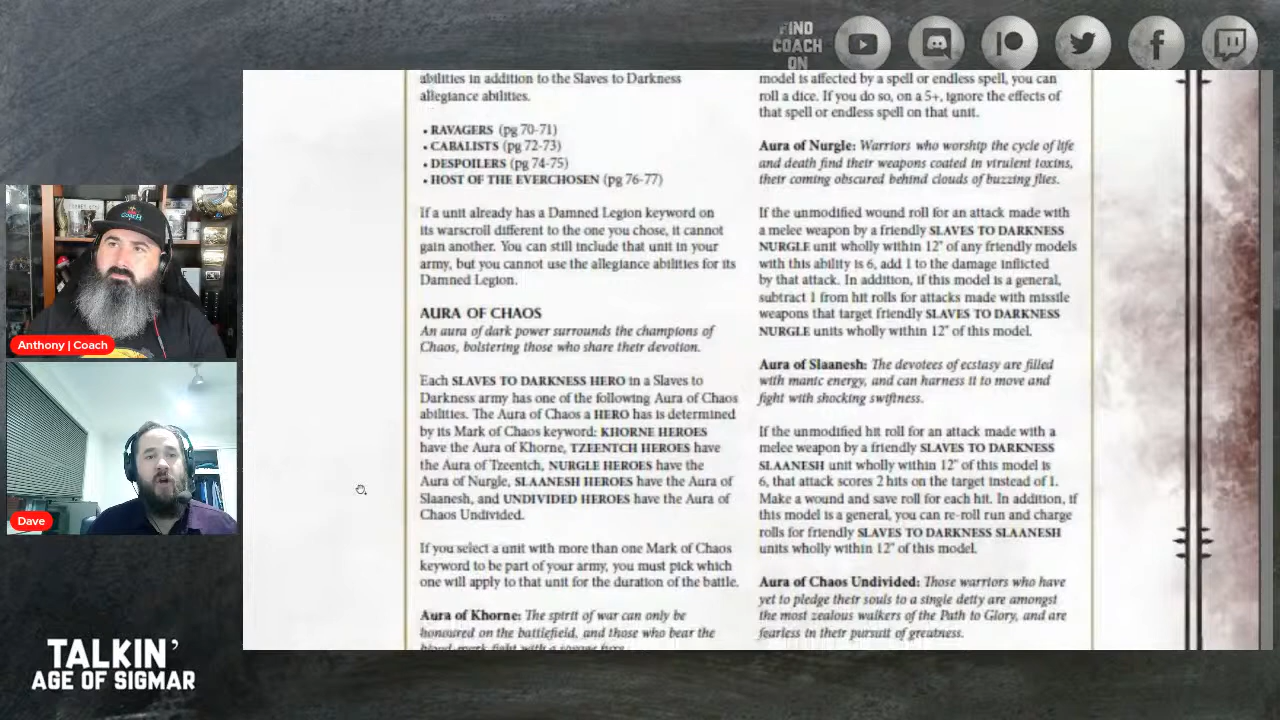 FIND
COACH
ON
abilities in addition to the Slaves to Darkness
allegiance abilities.
• RAVAGERS (pg 70-71)
• CABALISTS (pg 72-73)
• DESPOILERS (pg 74-75)
• HOST OF THE EVERCHOSEN (pg 76-77)
If a unit already has a Damned Legion keyword on
its warscroll different to the one you chose, it cannot
gain another. You can still include that unit in your
army, but you cannot use the allegiance abilities for its
Damned Legion.
AURA OF CHAOS
An aura of dark power surrounds the champions of
Chaos, bolstering those who share their devotion.
Each SLAVES TO DARKNESS HERO in a Slaves to
Darkness army has one of the following Aura of Chaos
abilities. The Aura of Chaos a HERO has is determined
by its Mark of Chaos keyword: KHORNE HEROES
have the Aura of Khorne, TZEENTCH HEROES have
the Aura of Tzeentch, NURGLE HEROES have the
Aura of Nurgle, SLAANESH HEROES have the Aura of
Slaanesh, and UNDIVIDED HEROES have the Aura of
Chaos Undivided.
If you select a unit with more than one Mark of Chaos
keyword to be part of your army, you must pick which
one will apply to that unit for the duration of the battle.
Aura of Khorne: The spirit of war can only be
honoured on the battlefield, and those who bear the
blood-mark fight with a savage fury.
model is affected by a spell or endless spell, you can
roll a dice. If you do so, on a 5+, ignore the effects of
that spell or endless spell on that unit.
Aura of Nurgle: Warriors who worship the cycle of life
and death find their weapons coated in virulent toxins,
their coming obscured behind clouds of buzzing flies.
If the unmodified wound roll for an attack made with
a melee weapon by a friendly SLAVES TO DARKNESS
NURGLE unit wholly within 12" of any friendly models
with this ability is 6, add 1 to the damage inflicted
by that attack. In addition, if this model is a general,
subtract 1 from hit rolls for attacks made with missile
weapons that target friendly SLAVES TO DARKNESS
NURGLE units wholly within 12" of this model.
Aura of Slaanesh: The devotees of ecstasy are filled
with manic energy, and can harness it to move and
fight with shocking swiftness.
If the unmodified hit roll for an attack made with a
melee weapon by a friendly SLAVES TO DARKNESS
SLAANESH unit wholly within 12" of this model is
6, that attack scores 2 hits on the target instead of 1.
Make a wound and save roll for each hit. In addition, if
this model is a general, you can re-roll run and charge
rolls for friendly SLAVES TO DARKNESS SLAANESH
units wholly within 12" of this model.
Aura of Chaos Undivided: Those warriors who have
yet to pledge their souls to a single deity are amongst
the most zealous walkers of the Path to Glory, and are
fearless in their pursuit of greatness.
COACH
Anthony | Coach
Dave
TALKIN'
AGE OF SIGMAR